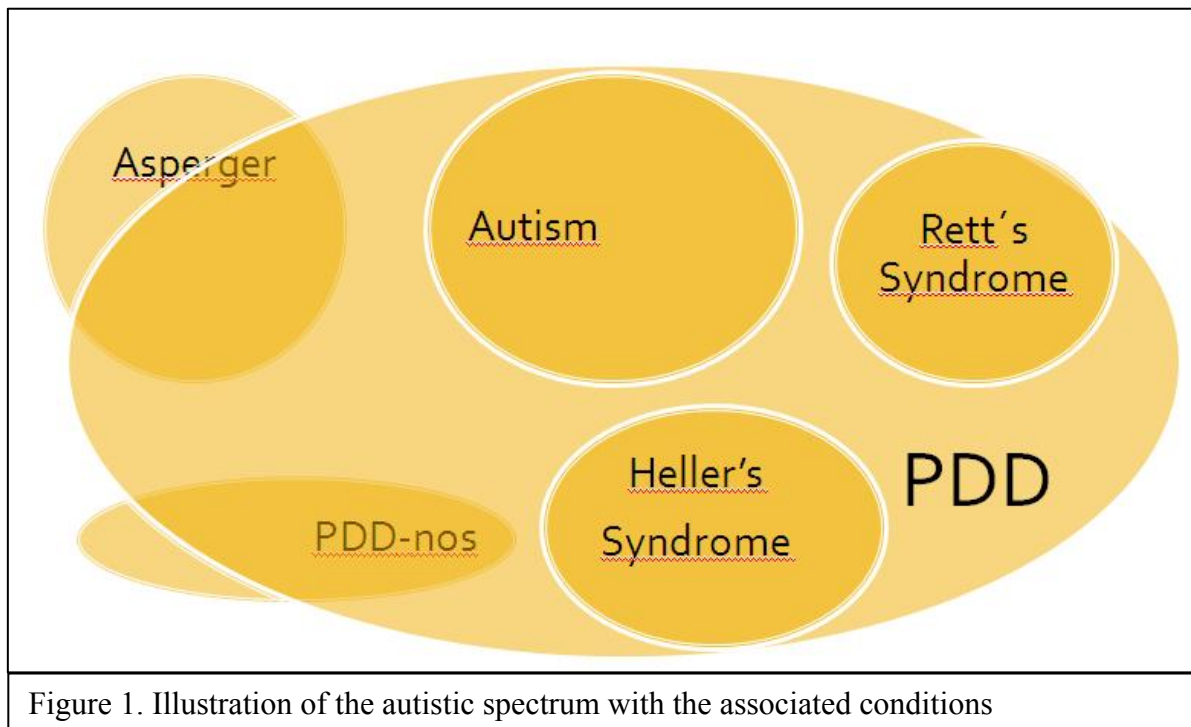 Asperger
Autism
Rett´s
Syndrome
Heller’s
Syndrome
PDD
PDD-nos
Figure 1. Illustration of the autistic spectrum with the associated conditions